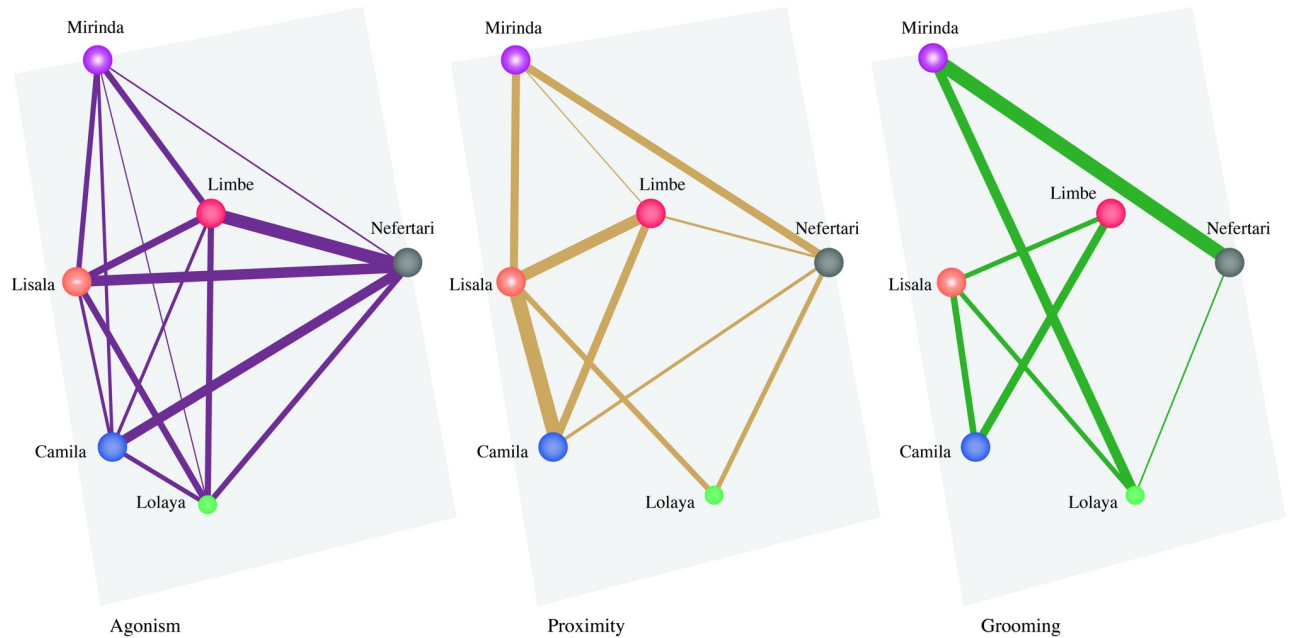 Mirinda
Limbe
Nefertari
Lisala
Camila
Lolaya
Agonism
Mirinda
Limbe
Nefertari
Lisala
Camila
Lolaya
Proximity
Mirinda
Limbe
Nefertari
Lisala
Camila
Lolaya
Grooming